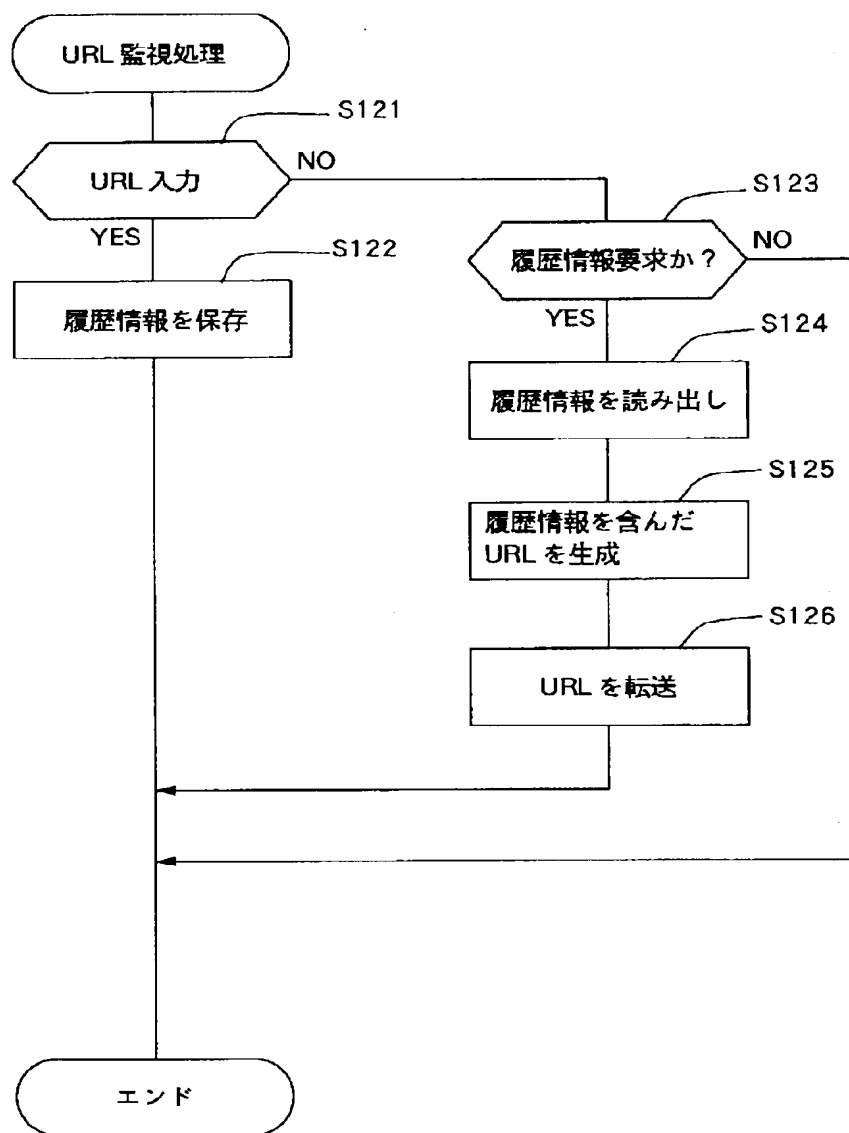 URL 監視処理
S121
URL 入力
NO
YES
S122
履歴情報を保存
S123
履歴情報要求か？
NO
YES
S124
履歴情報を読み出し
S125
履歴情報を含んだ
URL を生成
S126
URL を転送
エンド